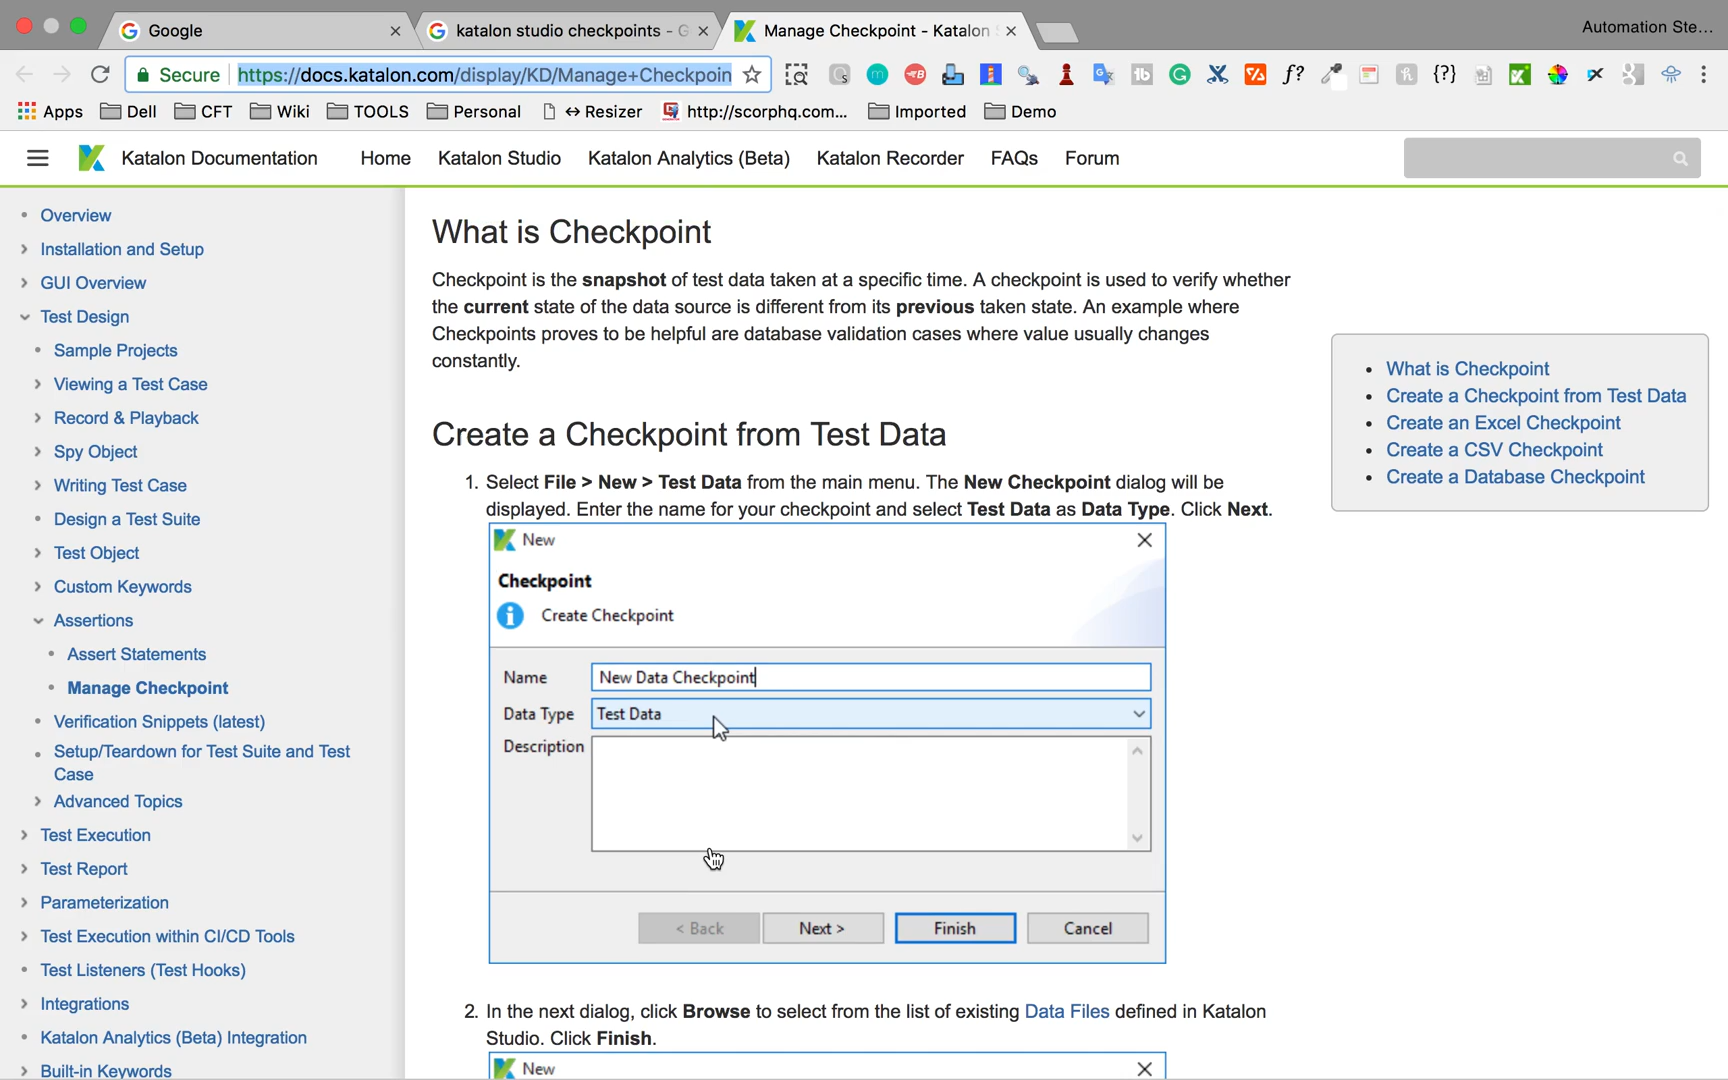 Google
katalon studio checkpoints - G
Manage Checkpoint - Katalon
Automation Ste...
Secure
https://docs.katalon.com/display/KD/Manage+Checkpoin
Apps
Dell
CFT
Wiki
TOOLS
Personal
Resizer
http://scorphq.com...
Imported
Demo
Katalon Documentation
Home
Katalon Studio
Katalon Analytics (Beta)
Katalon Recorder
FAQs
Forum
Overview
Installation and Setup
GUI Overview
Test Design
Sample Projects
Viewing a Test Case
Record & Playback
Spy Object
Writing Test Case
Design a Test Suite
Test Object
Custom Keywords
Assertions
Assert Statements
Manage Checkpoint
Verification Snippets (latest)
Setup/Teardown for Test Suite and Test
Case
Advanced Topics
Test Execution
Test Report
Parameterization
Test Execution within CI/CD Tools
Test Listeners (Test Hooks)
Integrations
Katalon Analytics (Beta) Integration
Built-in Keywords
What is Checkpoint
Checkpoint is the snapshot of test data taken at a specific time. A checkpoint is used to verify whether
the current state of the data source is different from its previous taken state. An example where
Checkpoints proves to be helpful are database validation cases where value usually changes
constantly.
Create a Checkpoint from Test Data
1. Select File > New > Test Data from the main menu. The New Checkpoint dialog will be
displayed. Enter the name for your checkpoint and select Test Data as Data Type. Click Next.
New
Checkpoint
Create Checkpoint
Name
New Data Checkpoint
Data Type
Test Data
Description
< Back
Next >
Finish
Cancel
2. In the next dialog, click Browse to select from the list of existing Data Files defined in Katalon
Studio. Click Finish.
New
What is Checkpoint
Create a Checkpoint from Test Data
Create an Excel Checkpoint
Create a CSV Checkpoint
Create a Database Checkpoint